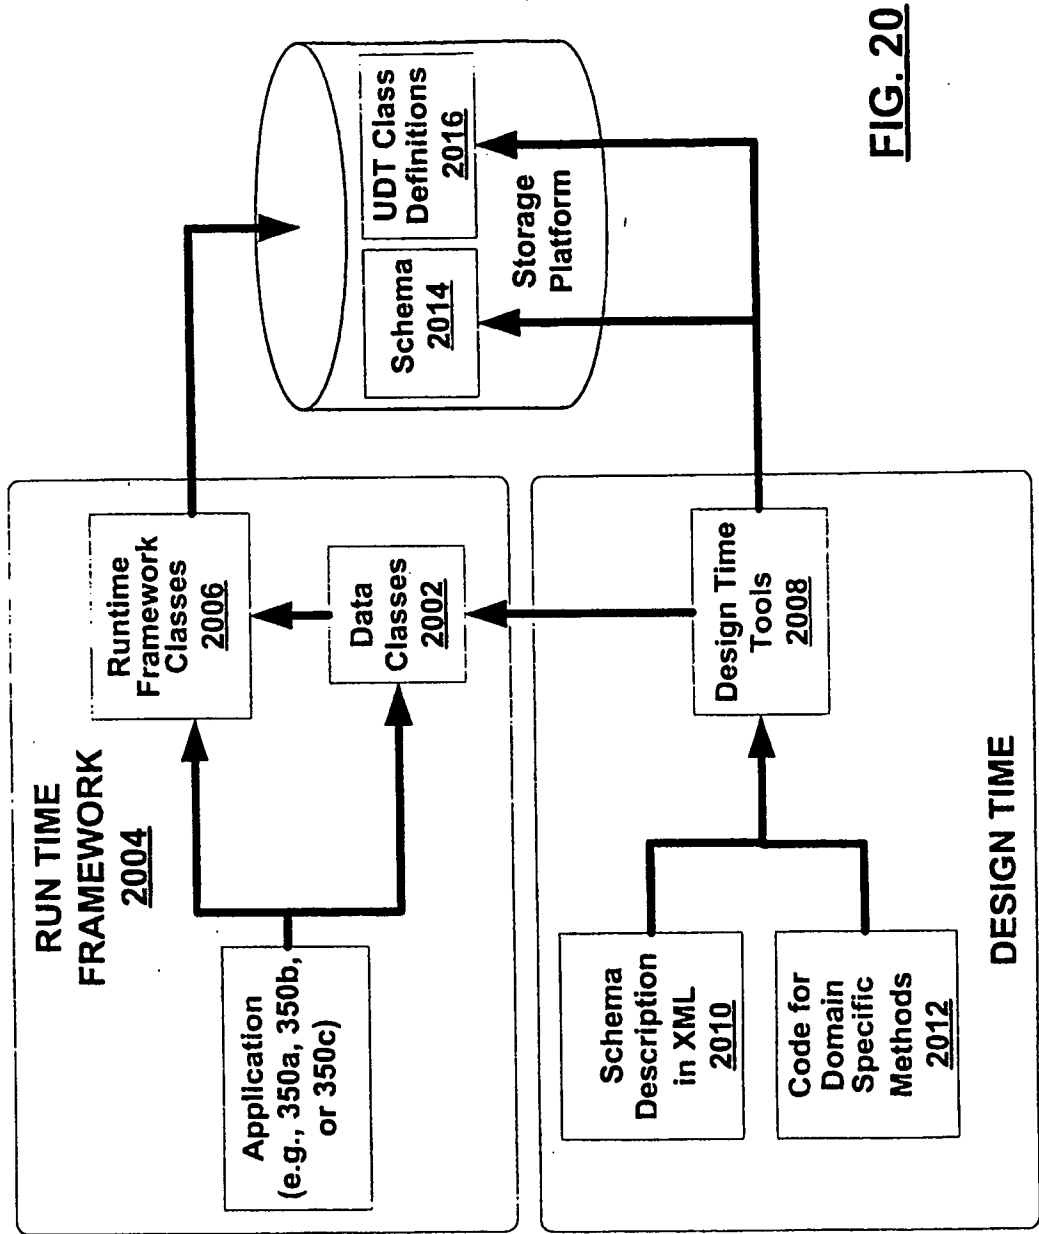 RUN TIME
FRAMEWORK
2004
Application
(e.g., 350a, 350b,
or 350c)
Runtime
Framework
Classes
2006
Data
Classes
2002
Schema
2014
UDT Class
Definitions
2016
Storage
Platform
Schema
Description
in XML
2010
Code for
Domain
Specific
Methods
2012
Design Time
Tools
2008
DESIGN TIME
FIG. 20